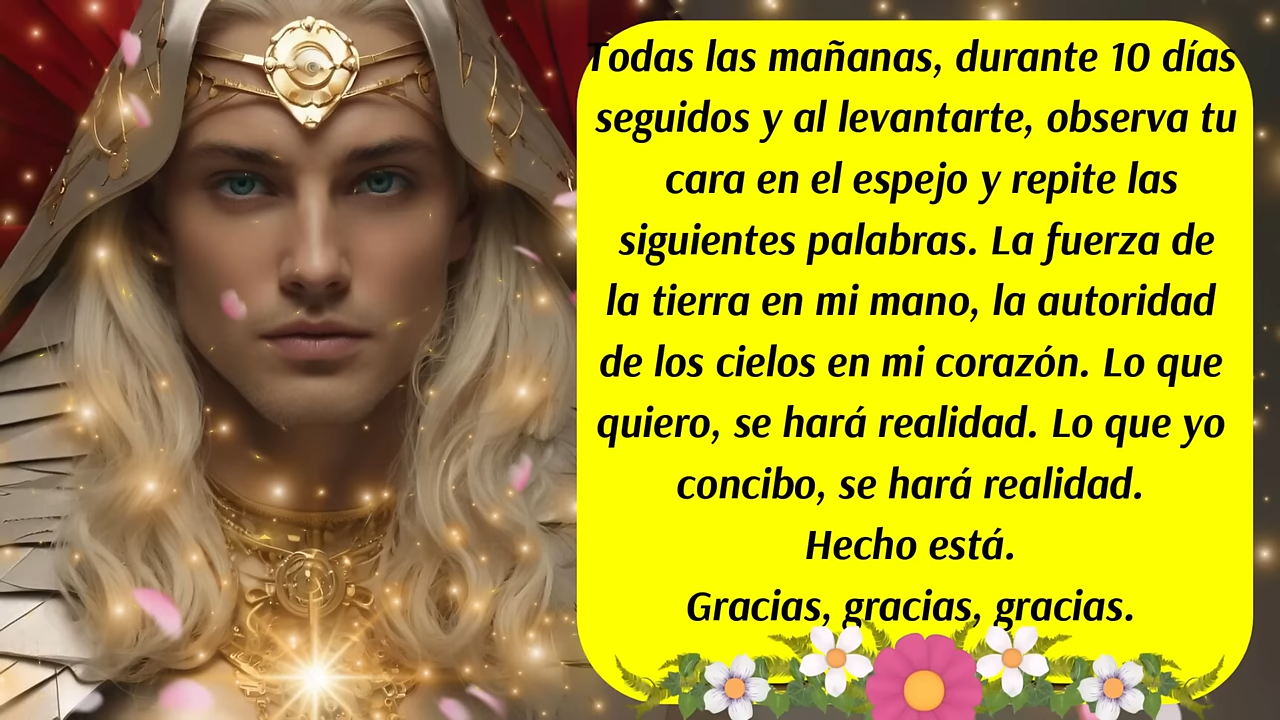 Todas las mañanas, durante 10 días
seguidos y al levantarte, observa tu
cara en el espejo y repite las
siguientes palabras. La fuerza de
la tierra en mi mano, la autoridad
de los cielos en mi corazón. Lo que
quiero, se hará realidad. Lo que yo
concibo, se hará realidad.
Hecho está.
Gracias, gracias, gracias.